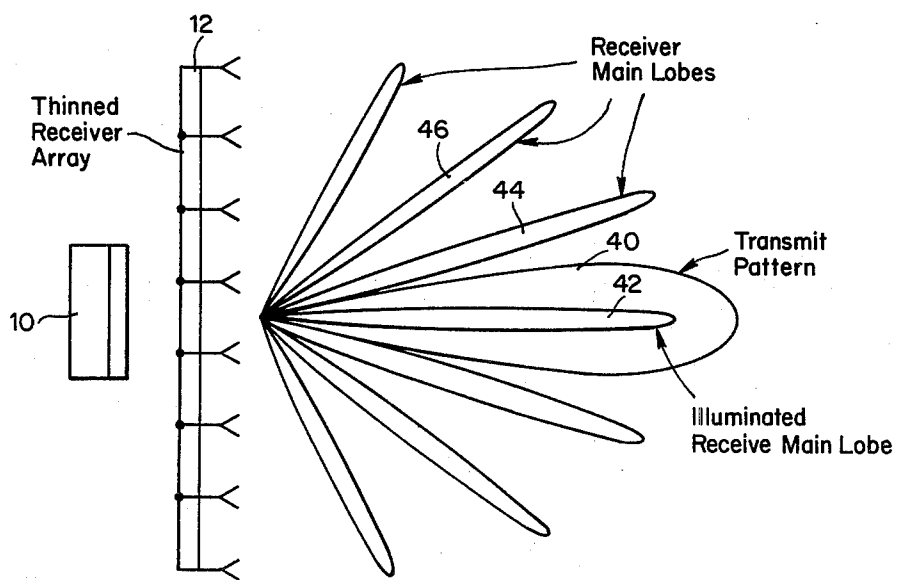 12
Thinned
Receiver
Array
10
Receiver
Main Lobes
46
44
40
Transmit
Pattern
42
Illuminated
Receive Main Lobe